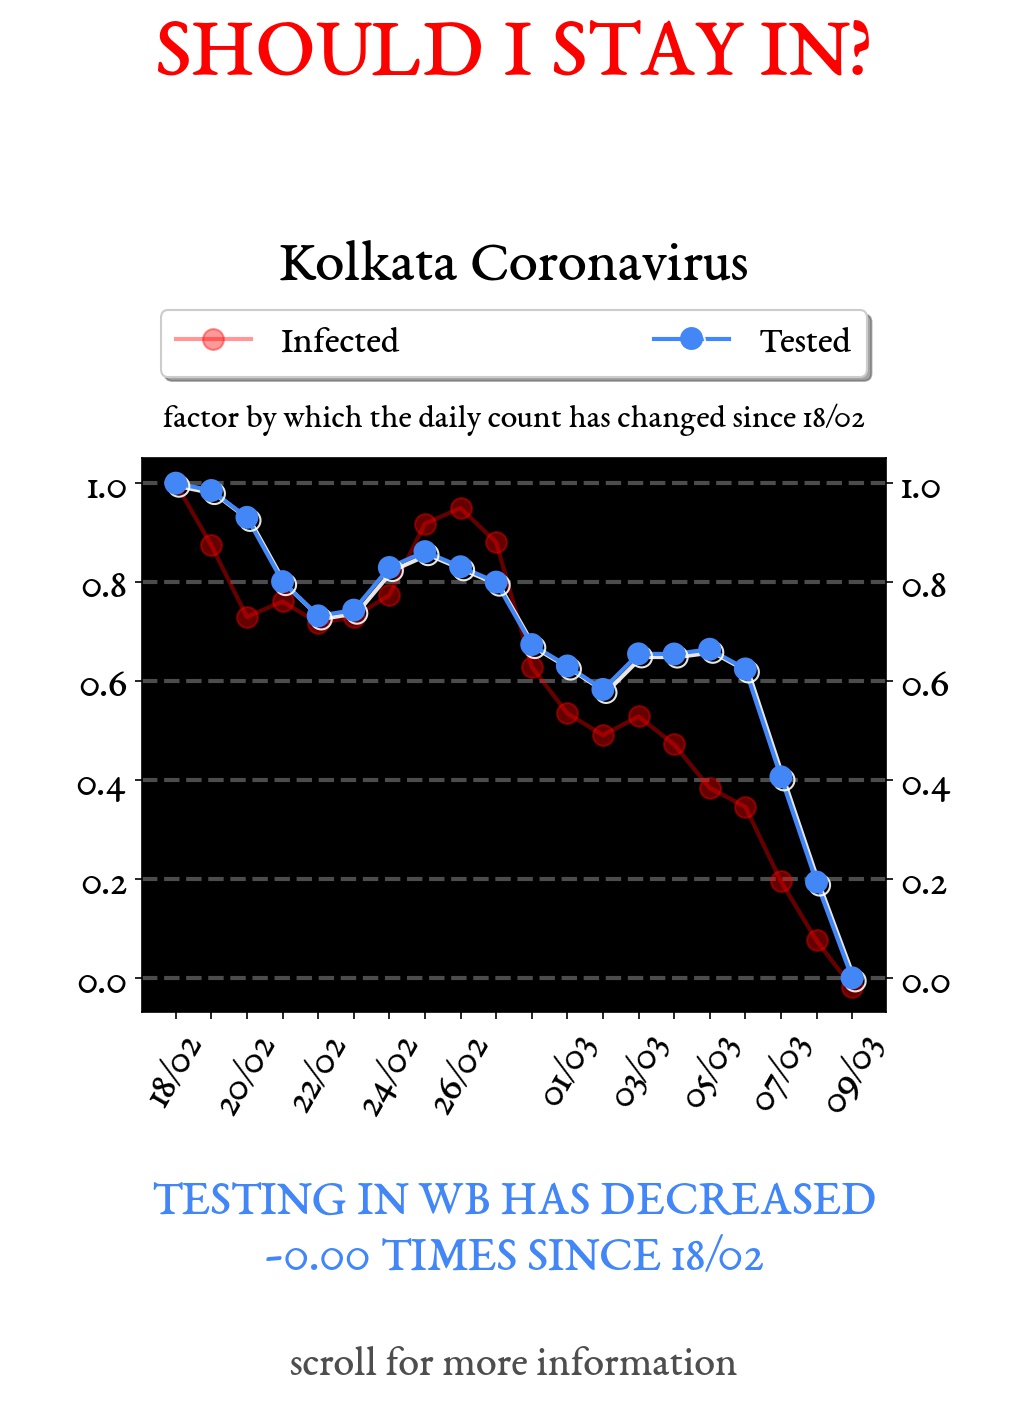 SHOULD I STAY IN?
Kolkata Coronavirus
Infected Tested
factor by which the daily count has changed since 18/02
1.0 1.0
0.8 0.8
0.6 0.6
0.4 0.4
0.2 0.2
0.0 0.0
18/02 20/02 22/02 24/02 26/02 01/03 03/03 05/03 07/03 09/03
TESTING IN WB HAS DECREASED
-0.00 TIMES SINCE 18/02
scroll for more information